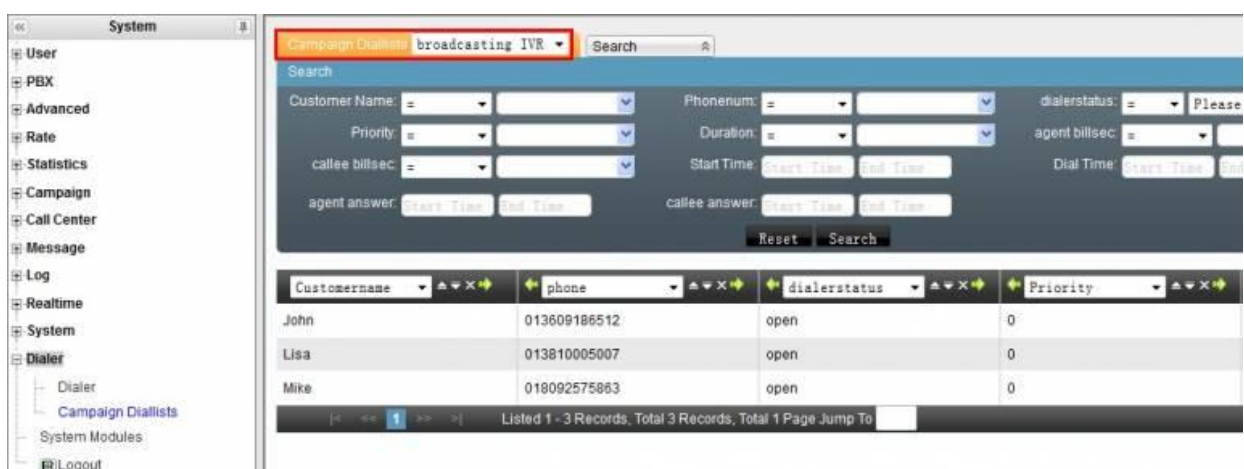 System
User
PBX
Advanced
Rate
Statistics
Campaign
Call Center
Message
Log
Realtime
System
Dialer
Dialer
Campaign Diallists
System Modules
Logout
Campaign Diallists broadcasting IVR Search
Search
Customer Name: = Phonenum: = dialerstatus: = Please
Priority: = Duration: = agent billsec: =
callee billsec: = Start Time: Start Time End Time Dial Time: Start Time End
agent answer: Start Time End Time callee answer: Start Time End Time
Reset Search
Customername phone dialerstatus Priority
John 013609186512 open 0
Lisa 013810005007 open 0
Mike 018092575863 open 0
|< << 1 >> >| Listed 1 - 3 Records, Total 3 Records, Total 1 Page Jump To